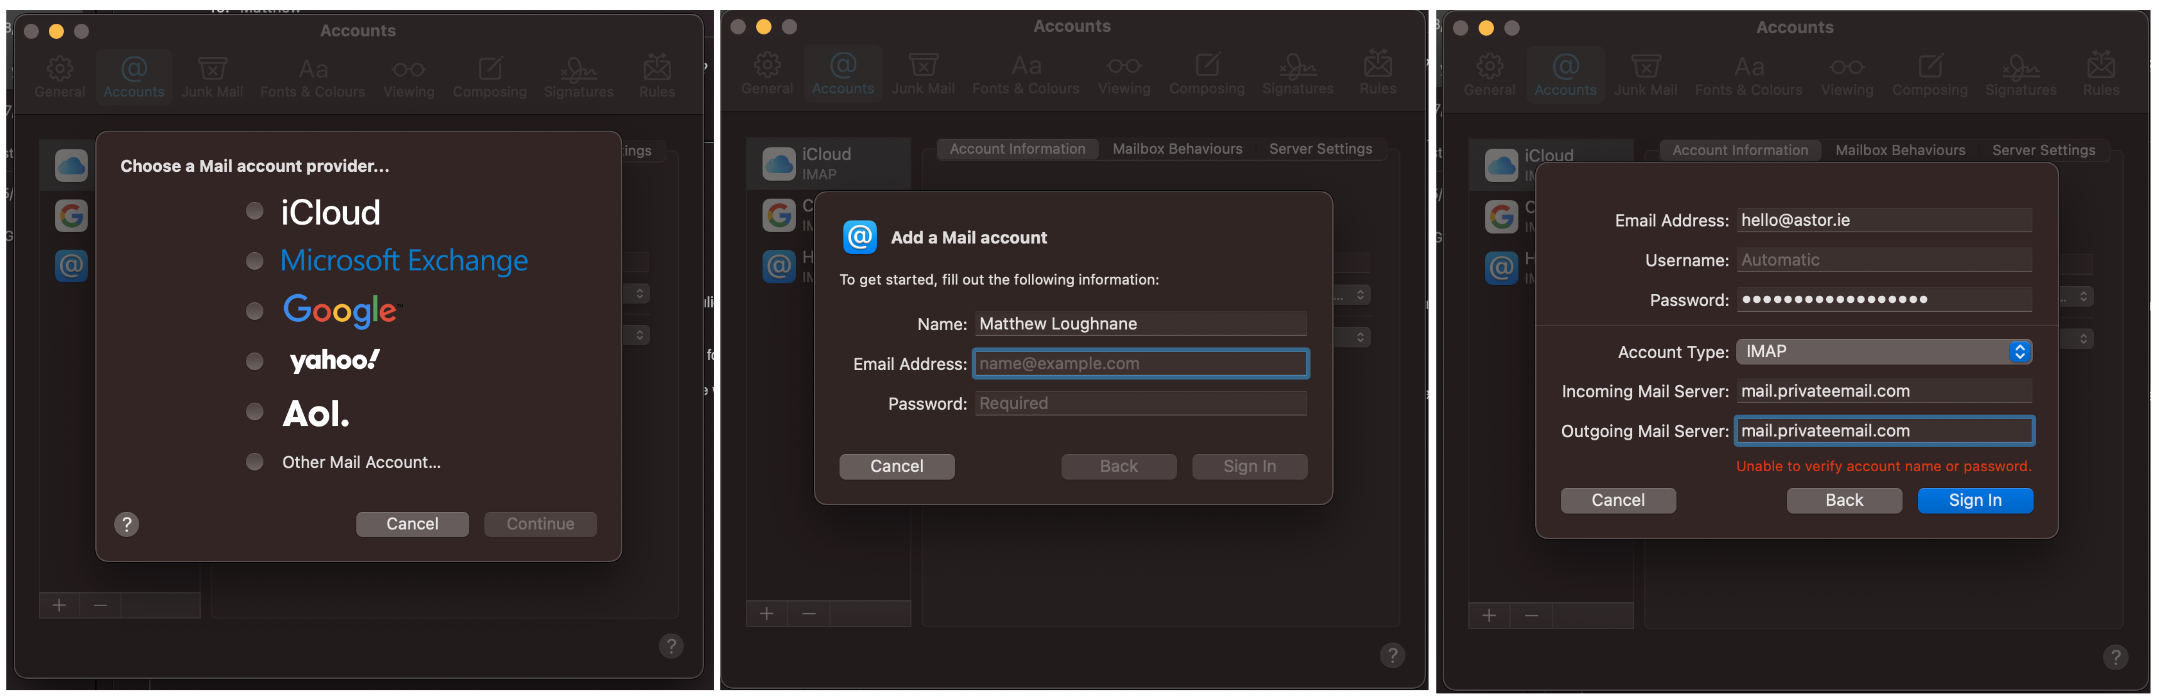 Accounts
General
Accounts
Junk Mail
Fonts & Colours
Viewing
Composing
Signatures
Rules
Choose a Mail account provider...
iCloud
Microsoft Exchange
Google™
yahoo!
Aol.
Other Mail Account...
?
Cancel
Continue
+ −
?
Accounts
General
Accounts
Junk Mail
Fonts & Colours
Viewing
Composing
Signatures
Rules
iCloud
IMAP
Account Information
Mailbox Behaviours
Server Settings
@ Add a Mail account
To get started, fill out the following information:
Name: Matthew Loughnane
Email Address: name@example.com
Password: Required
Cancel
Back
Sign In
+ −
?
Accounts
General
Accounts
Junk Mail
Fonts & Colours
Viewing
Composing
Signatures
Rules
iCloud
Account Information
Mailbox Behaviours
Server Settings
Email Address: hello@astor.ie
Username: Automatic
Password: ••••••••••••••••••
Account Type: IMAP
Incoming Mail Server: mail.privateemail.com
Outgoing Mail Server: mail.privateemail.com
Unable to verify account name or password.
Cancel
Back
Sign In
+ −
?